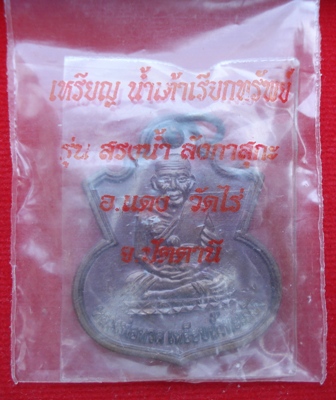 เหรียญ น้ำเต้าเรียกทรัพย์
รุ่น สรงน้ำ ลังกาสุกะ
อ.แดง วัดไร่
จ.ปัตตานี